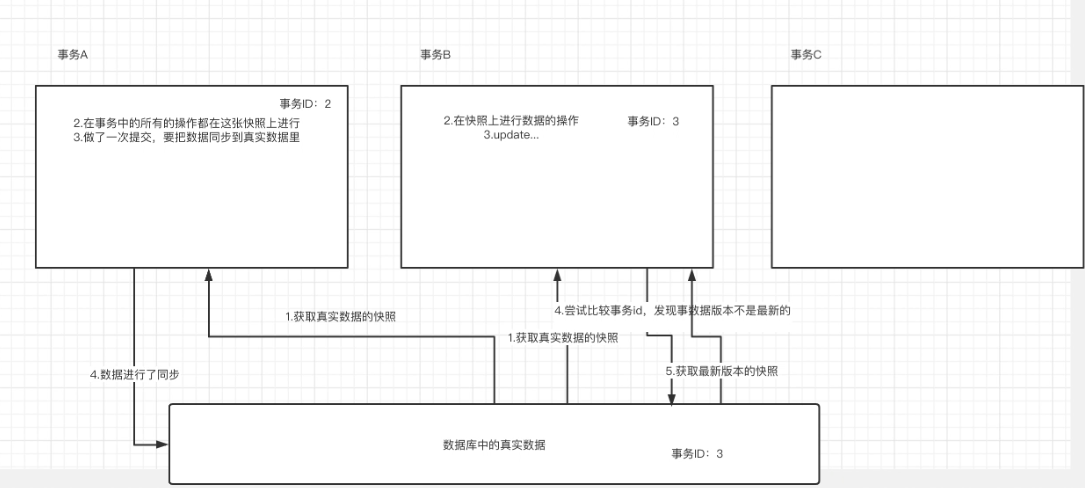 事务A
事务B
事务C
事务ID：2
2.在事务中的所有的操作都在这张快照上进行
3.做了一次提交，要把数据同步到真实数据里
2.在快照上进行数据的操作
事务ID：3
3.update...
4.尝试比较事务id，发现事数据版本不是最新的
1.获取真实数据的快照
1.获取真实数据的快照
5.获取最新版本的快照
4.数据进行了同步
数据库中的真实数据
事务ID：3